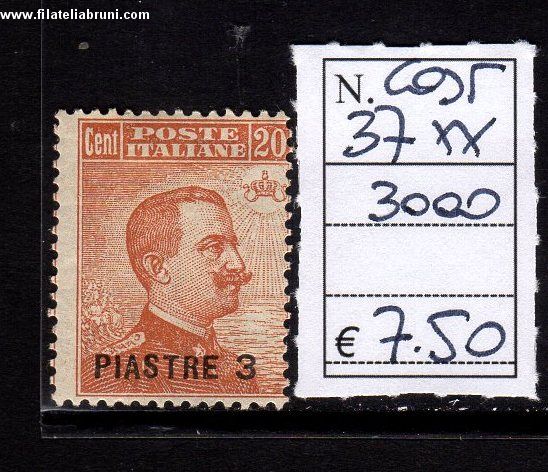 www.filateliabruni.com
Cent POSTE ITALIANE 20
PIASTRE 3
N. COST
37 XX
3000
€ 7.50